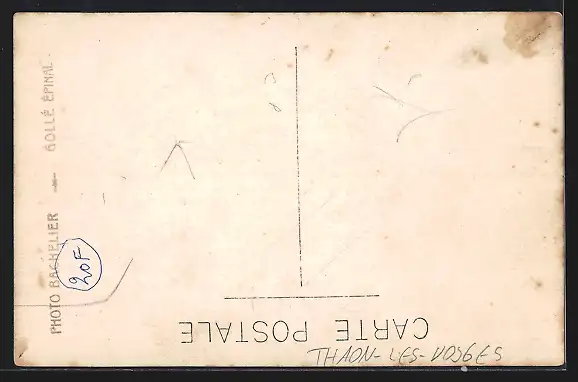 CARTE POSTALE
THAON-LES-VOSGES
PHOTO BACHELIER — GOLLÉ ÉPINAL
20F